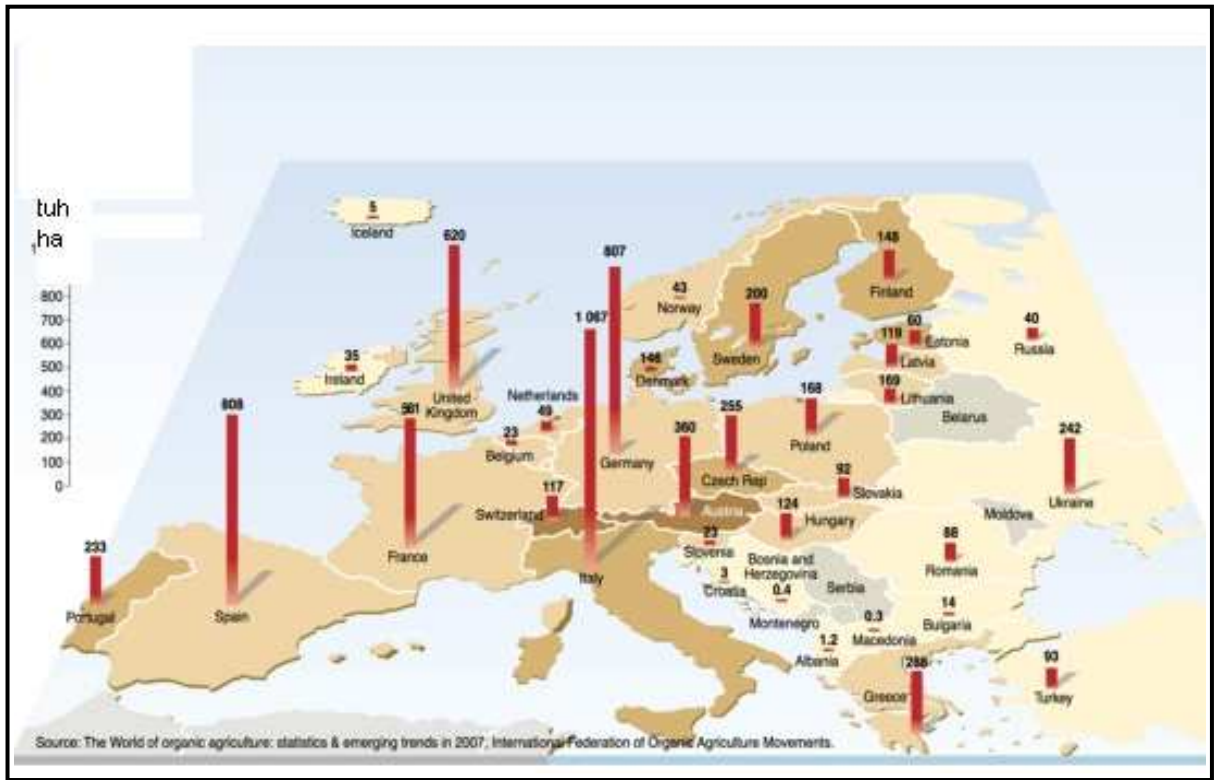 tuh
,ha
800
700
600
500
400
300
200
100
0
5
Iceland
620
United
Kingdom
35
Ireland
807
Germany
1 067
Italy
43
Norway
200
Sweden
148
Finland
60
Estonia
119
Latvia
169
Lithuania
40
Russia
146
Denmark
Netherlands
49
23
Belgium
808
Spain
561
France
360
Austria
255
Czech Rep
168
Poland
Belarus
242
Ukraine
92
Slovakia
117
Switzerland
124
Hungary
Moldova
233
Portugal
23
Slovenia
3
Croatia
Bosnia and
Herzegovina
0.4
Montenegro
Serbia
88
Romania
14
Bulgaria
0.3
Macedonia
1.2
Albania
288
Greece
93
Turkey
Source: The World of organic agriculture: statistics & emerging trends in 2007, International Federation of Organic Agriculture Movements.